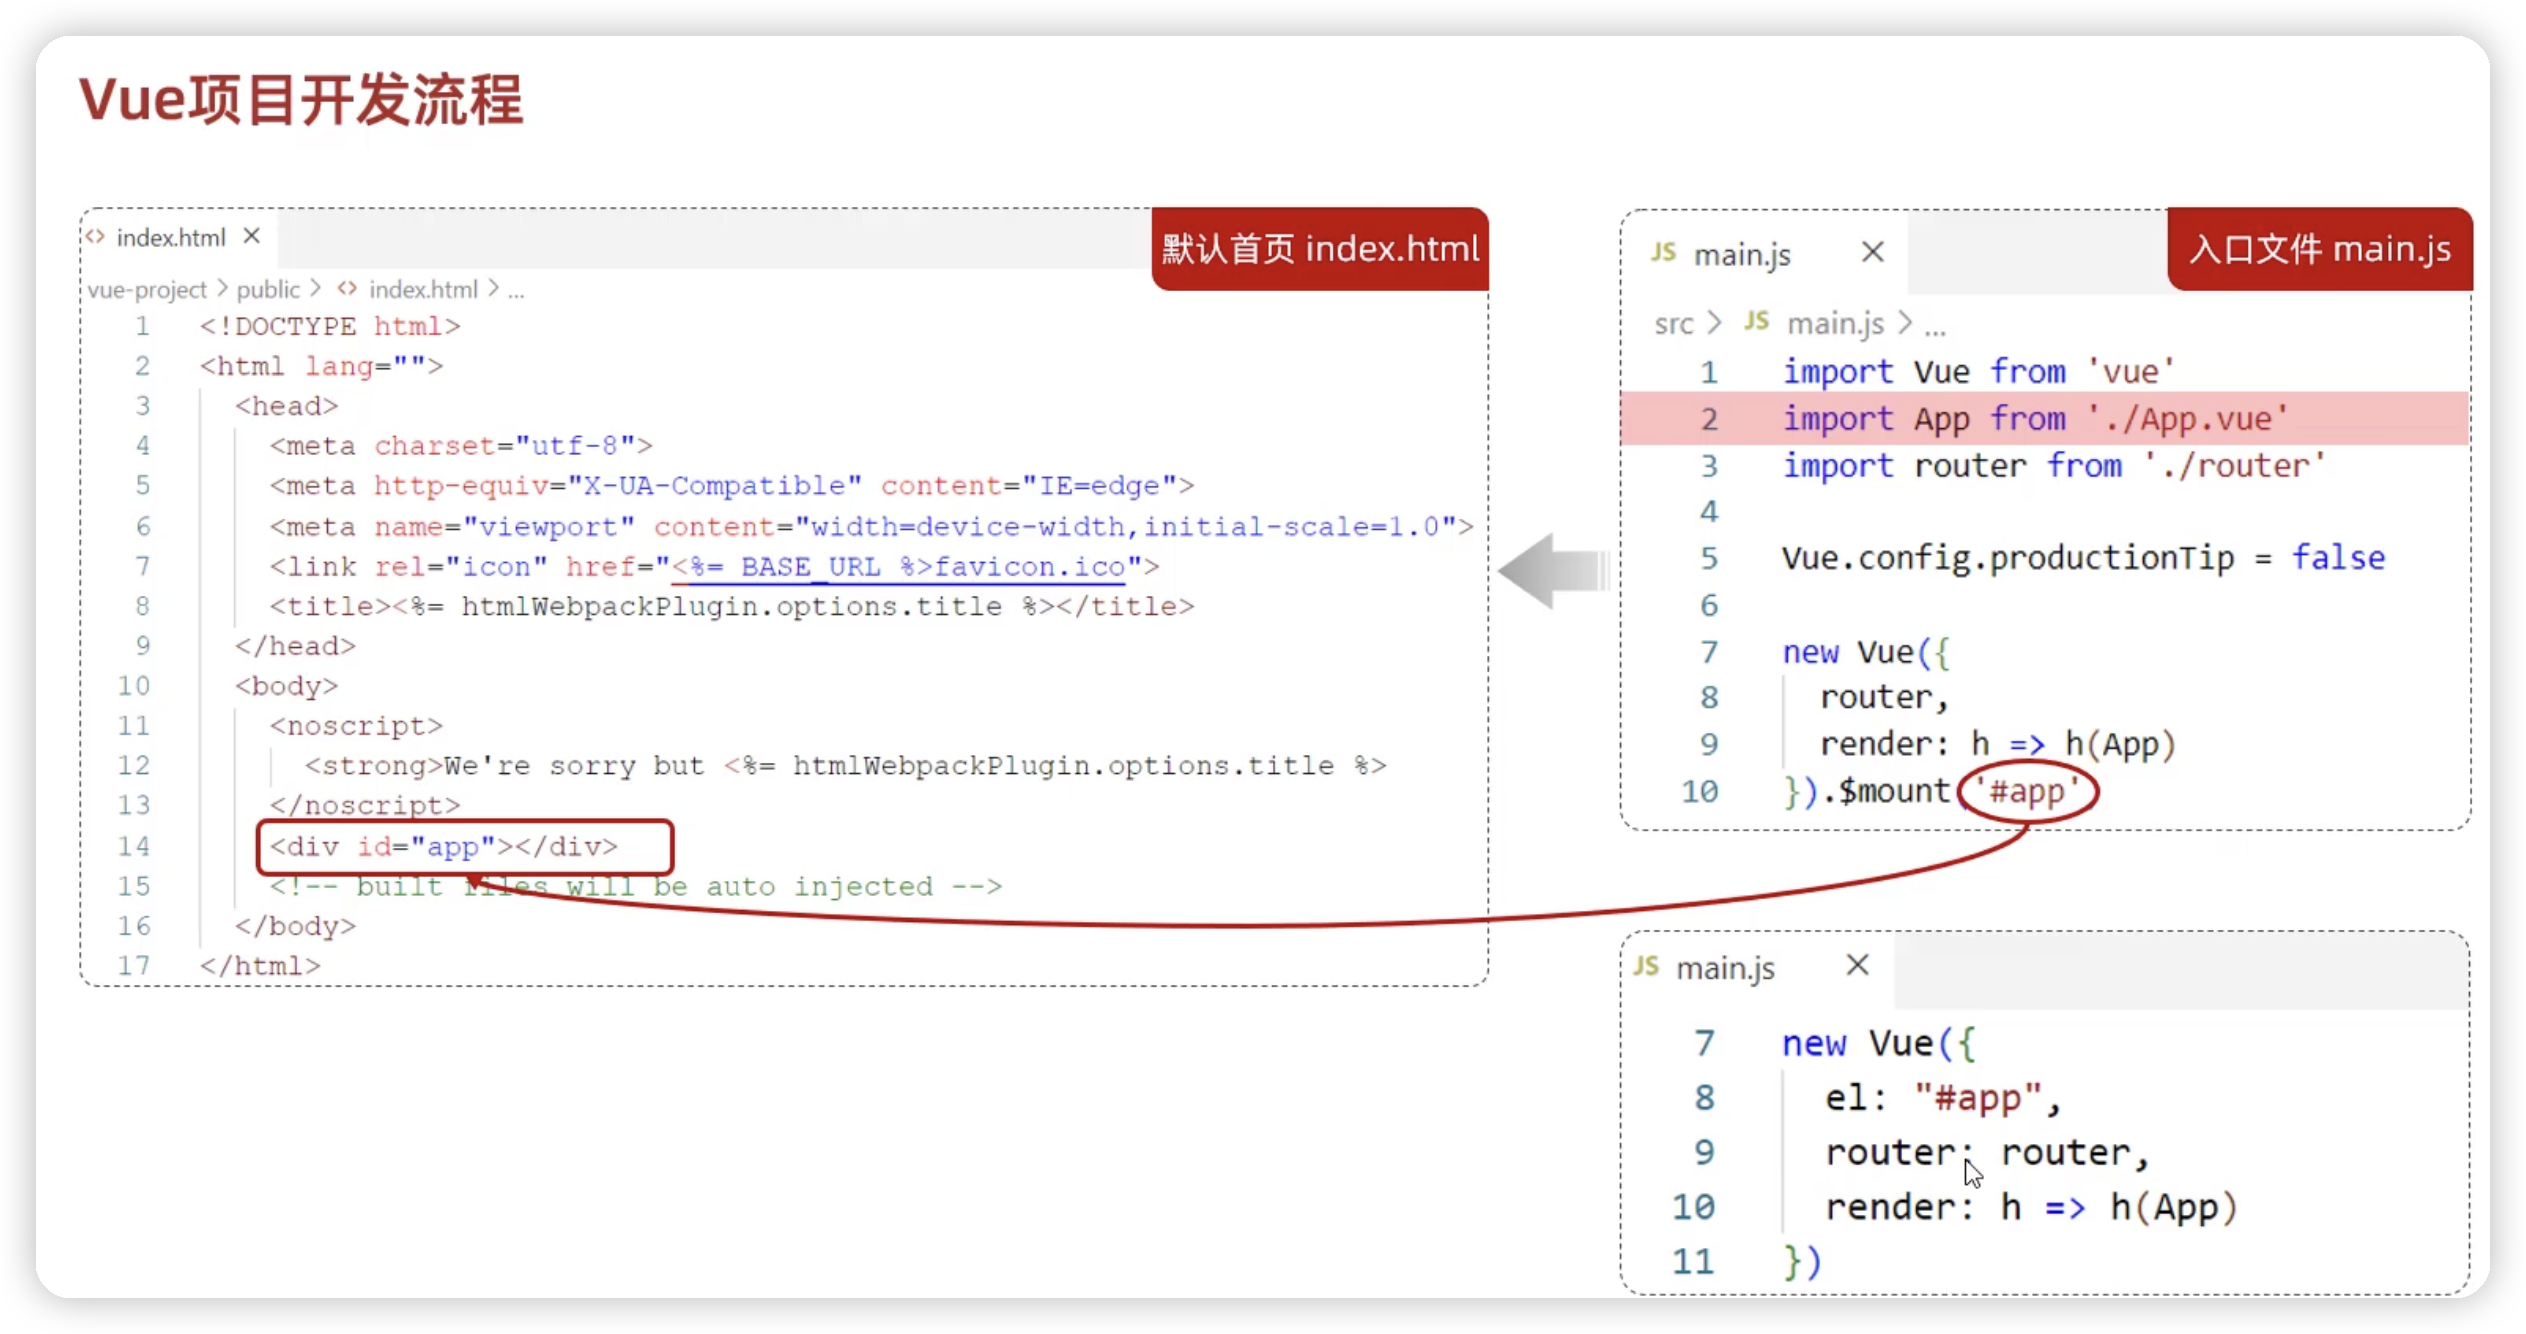 Vue项目开发流程
<> index.html ×
默认首页 index.html
vue-project > public > <> index.html > ...
1 <!DOCTYPE html>
2 <html lang="">
3 <head>
4 <meta charset="utf-8">
5 <meta http-equiv="X-UA-Compatible" content="IE=edge">
6 <meta name="viewport" content="width=device-width,initial-scale=1.0">
7 <link rel="icon" href="<%= BASE_URL %>favicon.ico">
8 <title><%= htmlWebpackPlugin.options.title %></title>
9 </head>
10 <body>
11 <noscript>
12 <strong>We're sorry but <%= htmlWebpackPlugin.options.title %>
13 </noscript>
14 <div id="app"></div>
15 <!-- built files will be auto injected -->
16 </body>
17 </html>
JS main.js ×
入口文件 main.js
src > JS main.js > ...
1 import Vue from 'vue'
2 import App from './App.vue'
3 import router from './router'
4
5 Vue.config.productionTip = false
6
7 new Vue({
8 router,
9 render: h => h(App)
10 }).$mount('#app')
JS main.js ×
7 new Vue({
8 el: "#app",
9 router: router,
10 render: h => h(App)
11 })